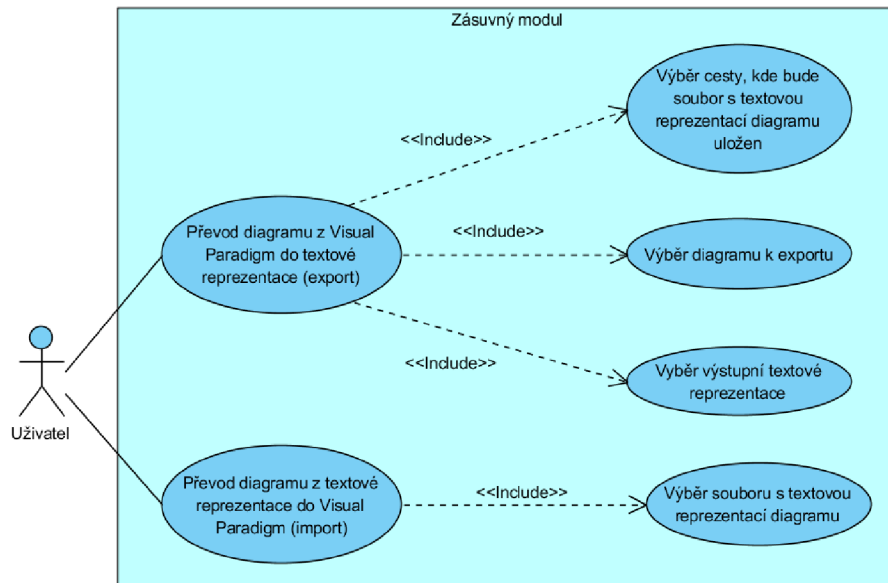 Zásuvný modul
Výběr cesty, kde bude
soubor s textovou
reprezentací diagramu
uložen
<<Include>>
Převod diagramu z Visual
Paradigm do textové
reprezentace (export)
<<Include>>
Výběr diagramu k exportu
<<Include>>
Vyběr výstupní textové
reprezentace
Uživatel
Převod diagramu z textové
reprezentace do Visual
Paradigm (import)
<<Include>>
Výběr souboru s textovou
reprezentací diagramu